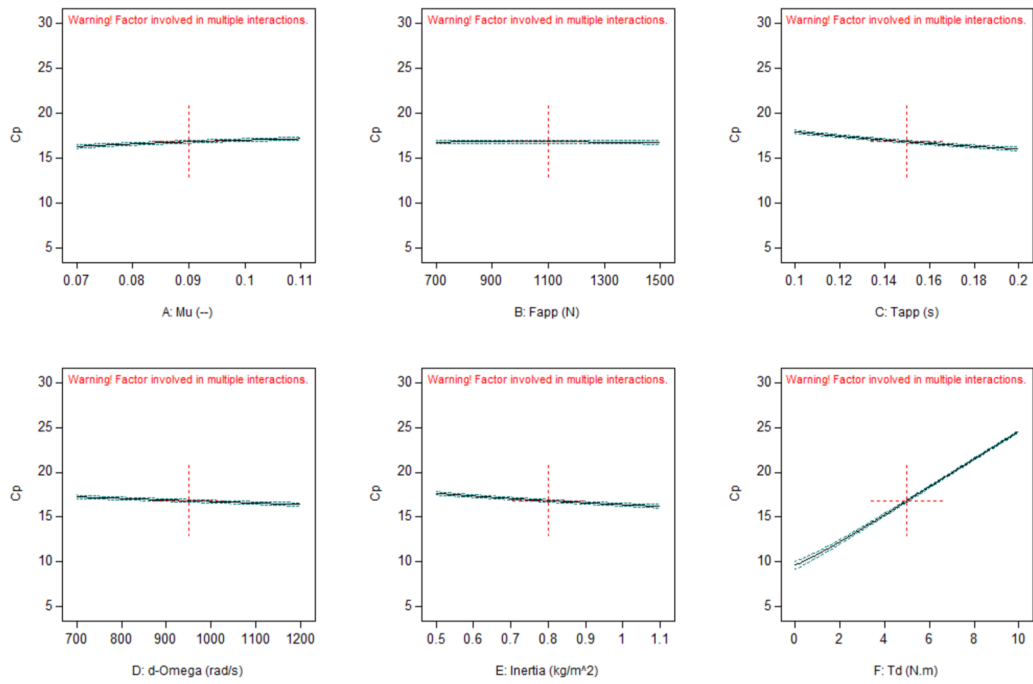 Warning! Factor involved in multiple interactions.
30
25
20
15
10
5
Cp
0.07 0.08 0.09 0.1 0.11
A: Mu (--)
Warning! Factor involved in multiple interactions.
30
25
20
15
10
5
Cp
700 900 1100 1300 1500
B: Fapp (N)
Warning! Factor involved in multiple interactions.
30
25
20
15
10
5
Cp
0.1 0.12 0.14 0.16 0.18 0.2
C: Tapp (s)
Warning! Factor involved in multiple interactions.
30
25
20
15
10
5
Cp
700 800 900 1000 1100 1200
D: d-Omega (rad/s)
Warning! Factor involved in multiple interactions.
30
25
20
15
10
5
Cp
0.5 0.6 0.7 0.8 0.9 1 1.1
E: Inertia (kg/m^2)
Warning! Factor involved in multiple interactions.
30
25
20
15
10
5
Cp
0 2 4 6 8 10
F: Td (N.m)